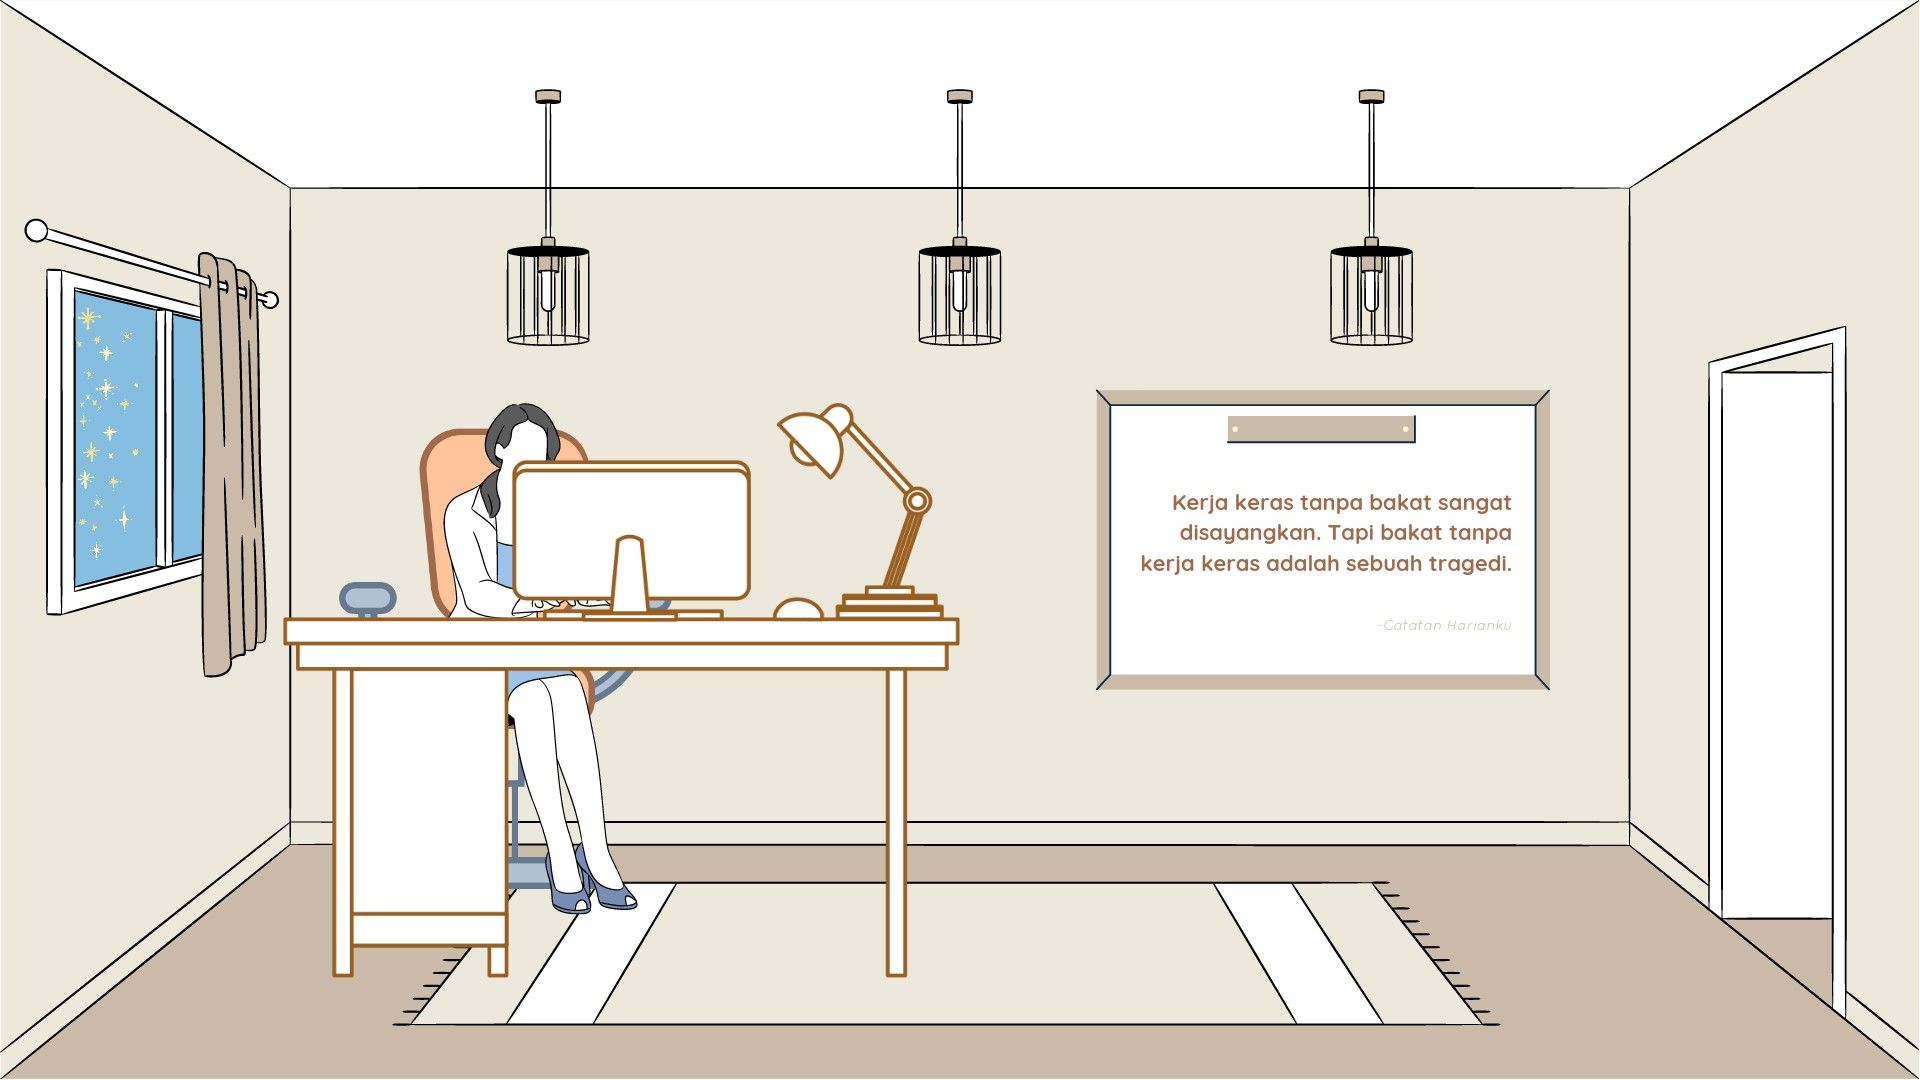 Kerja keras tanpa bakat sangat
disayangkan. Tapi bakat tanpa
kerja keras adalah sebuah tragedi.
-Catatan Harianku